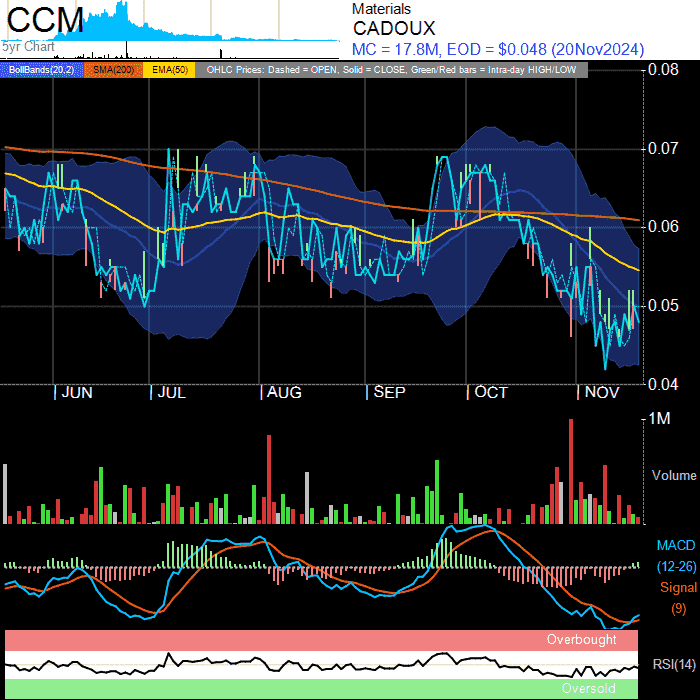 CCM
5yr Chart
Materials
CADOUX
MC = 17.8M, EOD = $0.048 (20Nov2024)
BollBands(20,2) SMA(200) EMA(50) OHLC Prices: Dashed = OPEN, Solid = CLOSE, Green/Red bars = Intra-day HIGH/LOW
0.08
0.07
0.06
0.05
0.04
JUN JUL AUG SEP OCT NOV
1M
Volume
MACD
(12-26)
Signal
(9)
Overbought
RSI(14)
Oversold